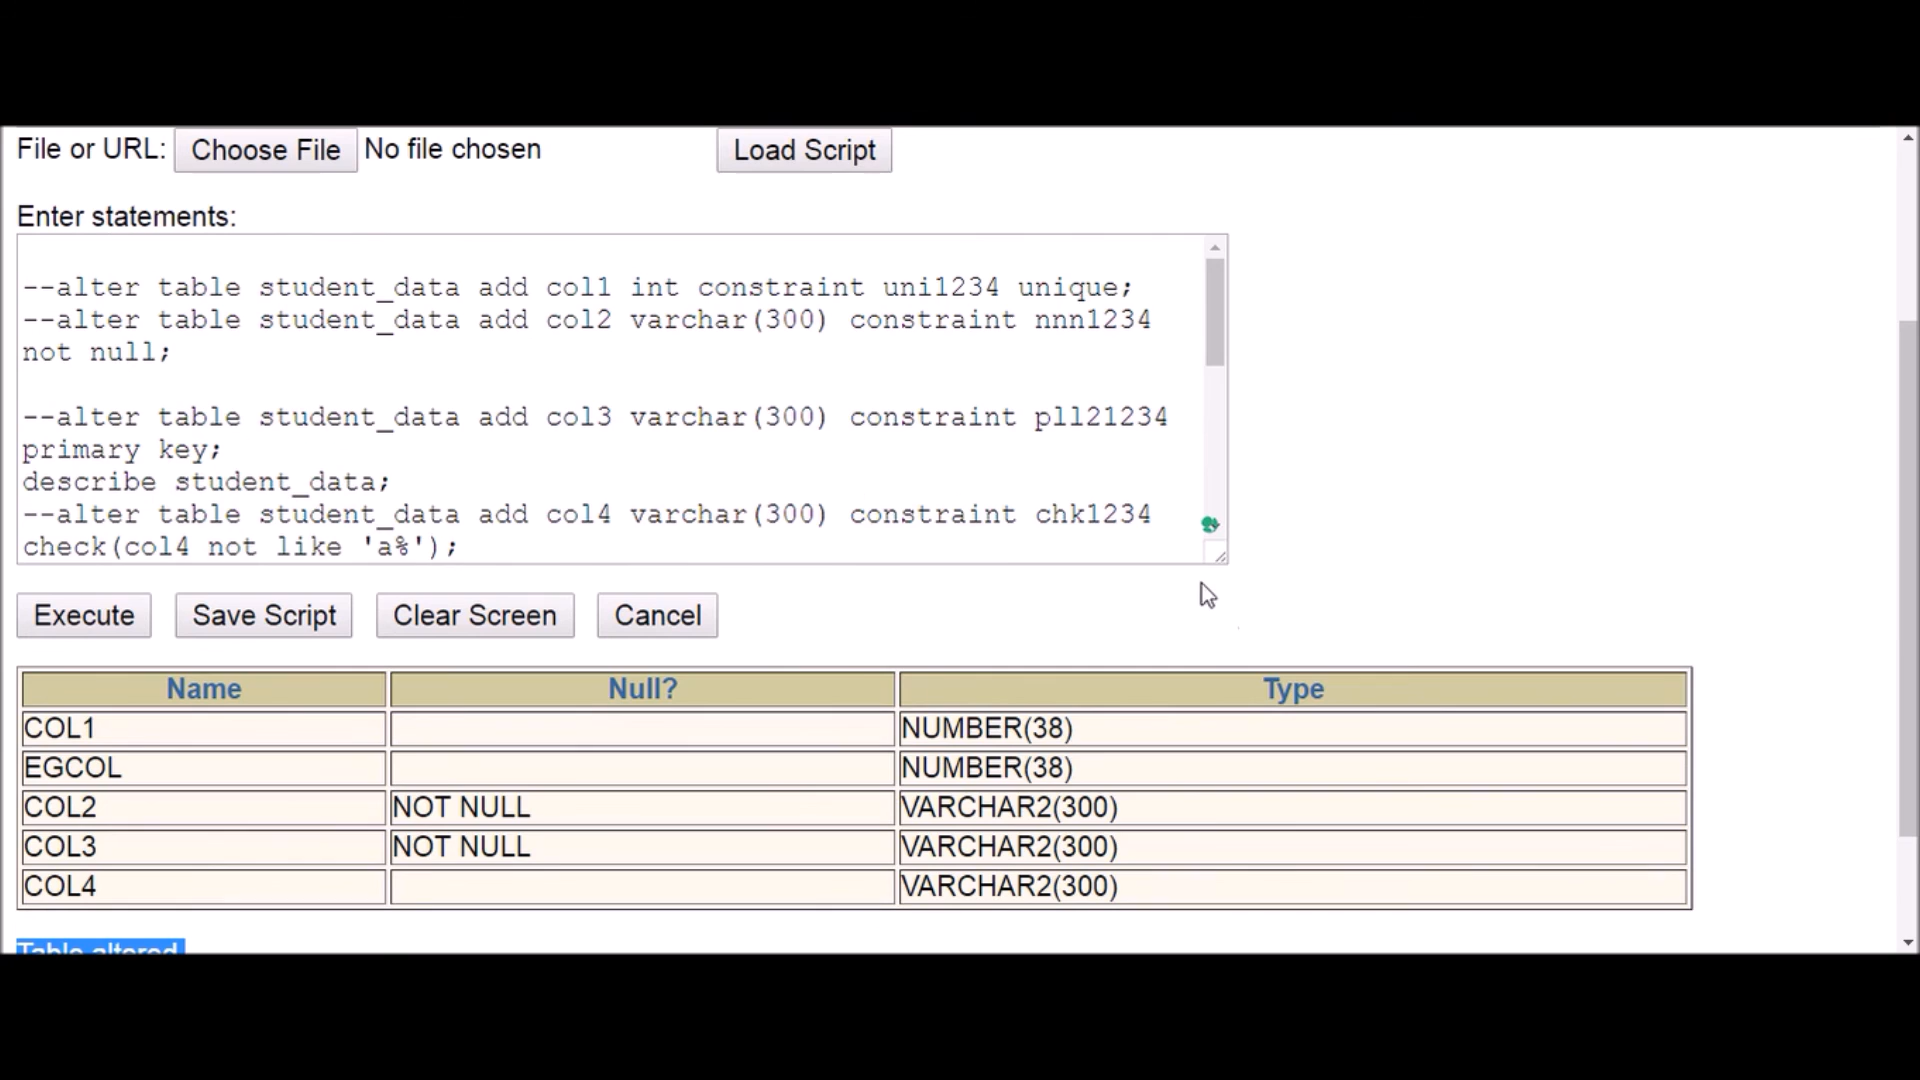 File or URL: Choose File No file chosen Load Script
Enter statements:
--alter table student_data add col1 int constraint uni1234 unique;
--alter table student_data add col2 varchar(300) constraint nnn1234
not null;
--alter table student_data add col3 varchar(300) constraint pll21234
primary key;
describe student_data;
--alter table student_data add col4 varchar(300) constraint chk1234
check(col4 not like 'a%');
Execute Save Script Clear Screen Cancel
Name Null? Type
COL1 NUMBER(38)
EGCOL NUMBER(38)
COL2 NOT NULL VARCHAR2(300)
COL3 NOT NULL VARCHAR2(300)
COL4 VARCHAR2(300)
Table altered.